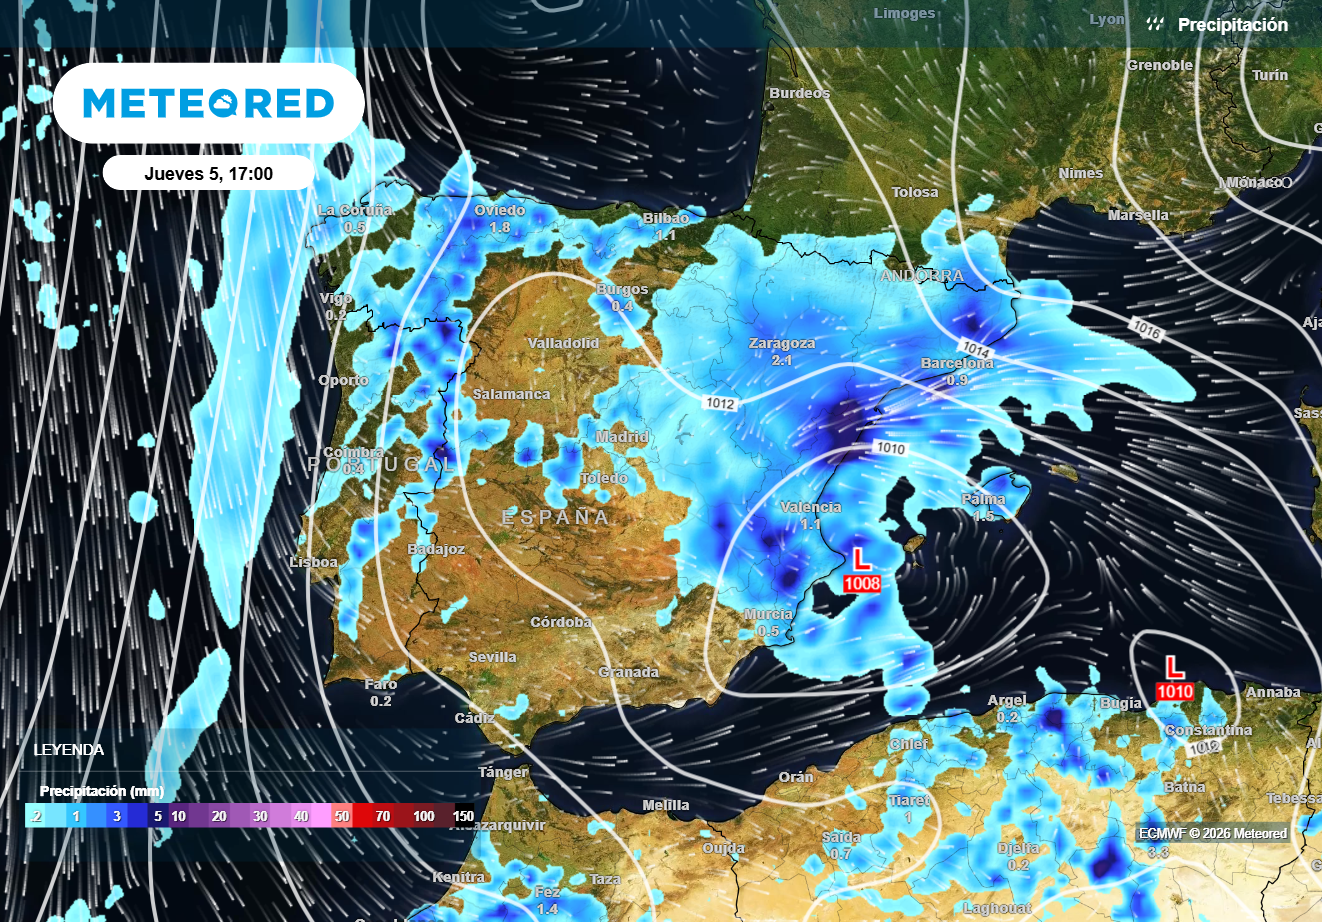 Limoges
Lyon
Precipitación
Grenoble
Turín
Burdeos
METEORED
Jueves 5, 17:00
Nimes
Mónaco
Tolosa
Marsella
La Coruña
0.5
Oviedo
1.8
Bilbao
1.1
ANDORRA
Vigo
0.2
Burgos
0.4
Valladolid
Zaragoza
2.1
1016
1014
Barcelona
0.9
Oporto
Salamanca
1012
Madrid
1010
Coimbra
0.4
PORTUGAL
Toledo
ESPAÑA
Valencia
1.1
Palma
1.5
Lisboa
Badajoz
L
1008
Murcia
0.5
Córdoba
Sevilla
Granada
Faro
0.2
L
1010
Annaba
Argel
0.2
Bugía
Cádiz
Constantina
1012
LEYENDA
Chlef
Tánger
Orán
Batna
Precipitación (mm)
.2 1 3 5 10 20 30 40 50 70 100 150
Melilla
Tiaret
1
Tebessa
Alcazarquivir
ECMWF © 2026 Meteored
Saida
0.7
Oujda
Djelfa
0.2
3.3
Kenitra
Taza
Fez
1.4
Laghouat